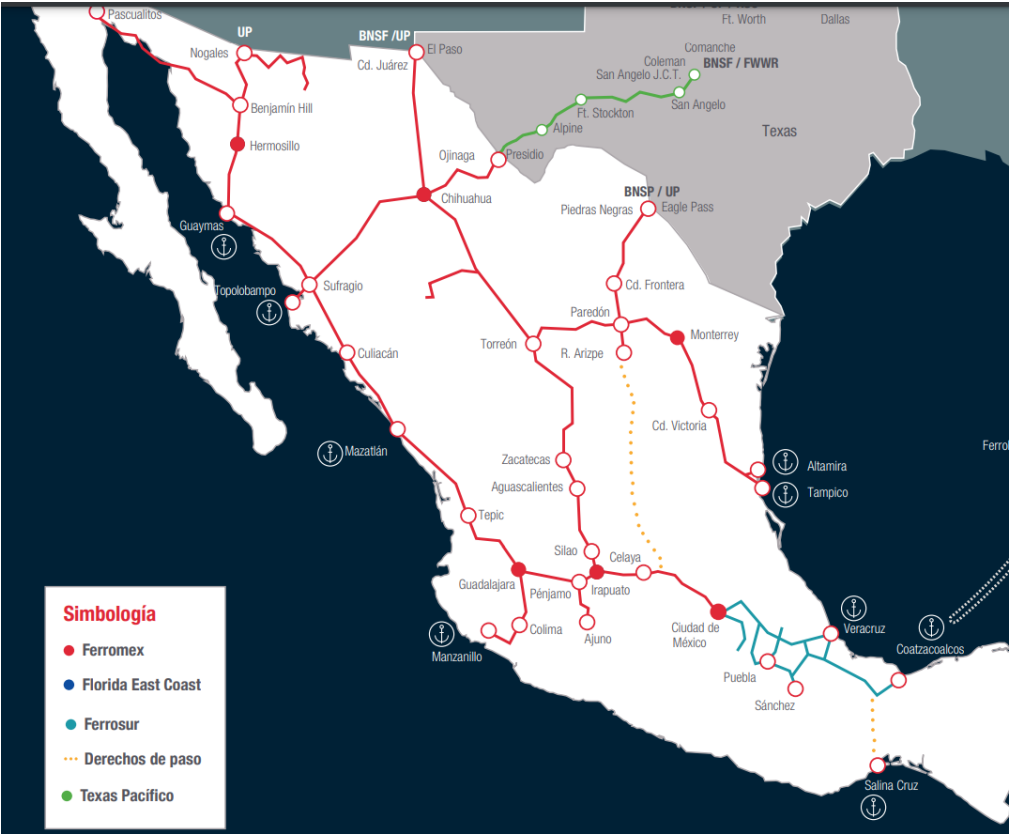 Pascualitos
UP
Nogales
BNSF /UP
El Paso
Cd. Juárez
Ft. Worth
Dallas
Comanche
Coleman
BNSF / FWWR
San Angelo J.C.T.
San Angelo
Ft. Stockton
Benjamín Hill
Alpine
Texas
Hermosillo
Ojinaga
Presidio
Chihuahua
BNSP / UP
Piedras Negras
Eagle Pass
Guaymas
Topolobampo
Sufragio
Cd. Frontera
Paredón
Monterrey
Torreón
R. Arizpe
Culiacán
Cd. Victoria
Mazatlán
Zacatecas
Altamira
Aguascalientes
Tampico
Ferro
Tepic
Silao
Celaya
Guadalajara
Pénjamo
Irapuato
Colima
Ajuno
Manzanillo
Ciudad de
México
Veracruz
Coatzacoalcos
Puebla
Sánchez
Salina Cruz
Simbología
Ferromex
Florida East Coast
Ferrosur
Derechos de paso
Texas Pacífico